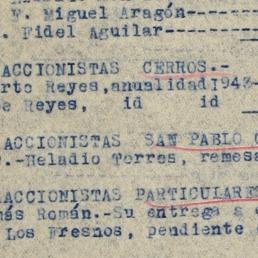 F. Miguel Aragón-------
. Fidel Aguilar--------
ACCIONISTAS CERROS.-
rto Reyes,anualidad 1943-
e Reyes, id id
ACCIONISTAS SAN PABLO
.-Heladio Torres, remesa
ACCIONISTAS PARTICULARES
más Román.-Su entrega a
Los Fresnos, pendiente